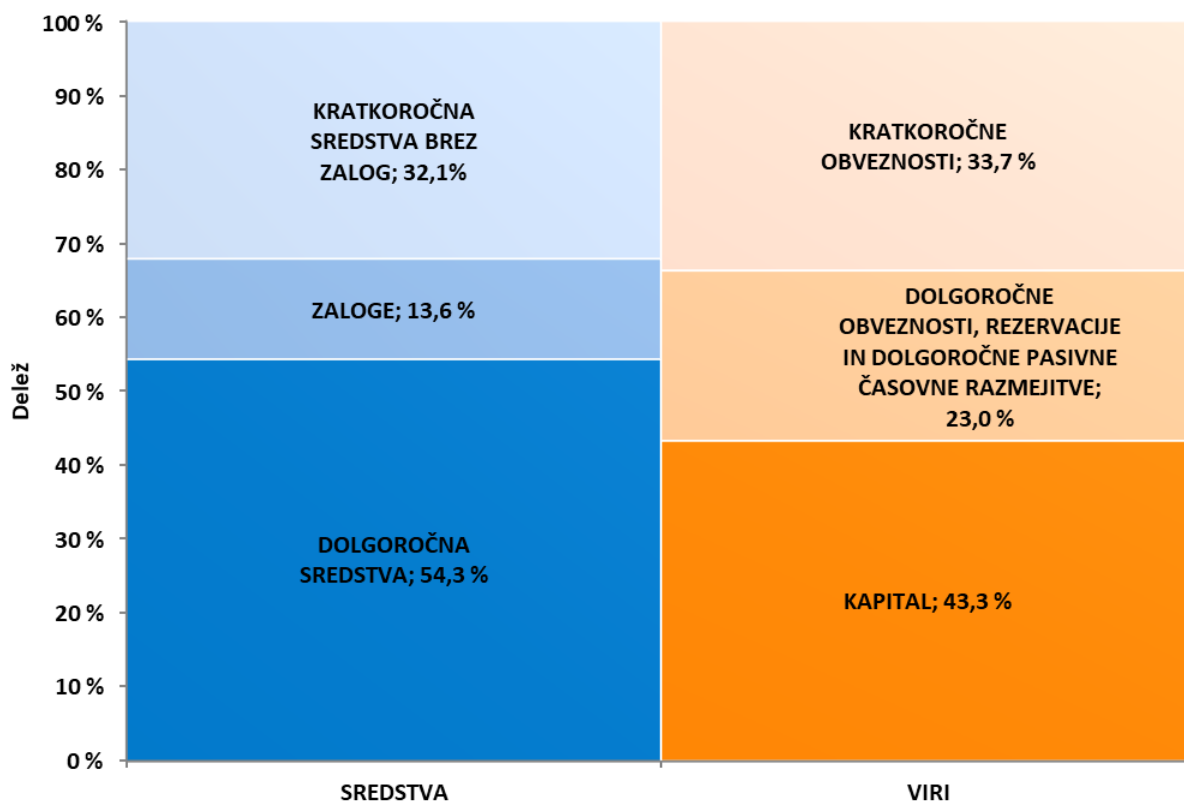 100 %
90 %
80 %
70 %
60 %
50 %
40 %
30 %
20 %
10 %
0 %
Delež
KRATKOROČNA
SREDSTVA BREZ
ZALOG; 32,1%
ZALOGE; 13,6 %
DOLGOROČNA
SREDSTVA; 54,3 %
KRATKOROČNE
OBVEZNOSTI; 33,7 %
DOLGOROČNE
OBVEZNOSTI, REZERVACIJE
IN DOLGOROČNE PASIVNE
ČASOVNE RAZMEJITVE;
23,0 %
KAPITAL; 43,3 %
SREDSTVA
VIRI